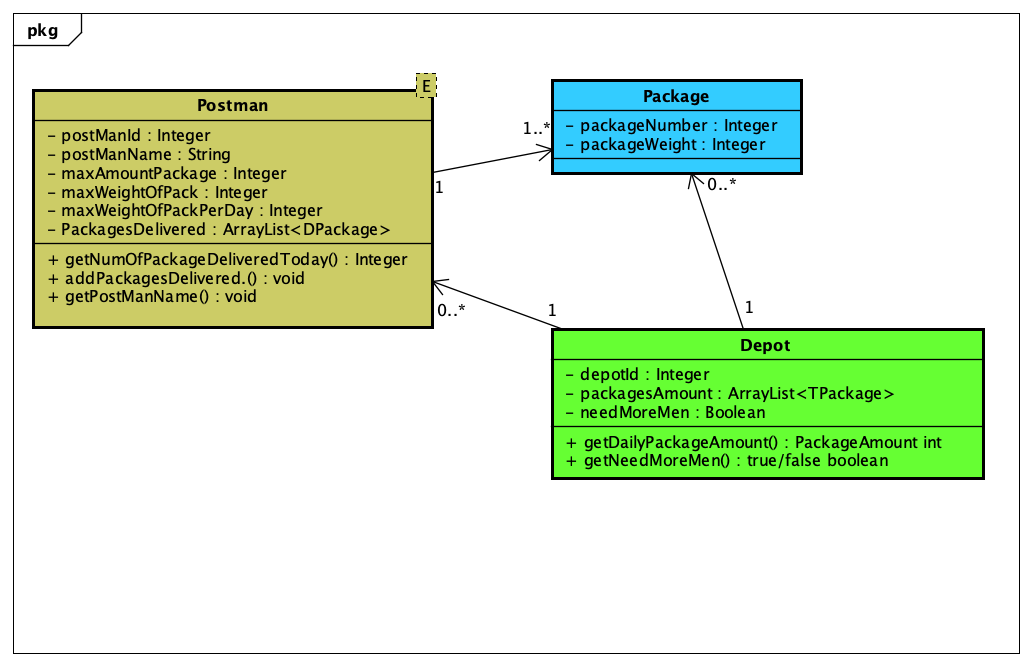 pkg
E
Postman
- postManId : Integer
- postManName : String
- maxAmountPackage : Integer
- maxWeightOfPack : Integer
- maxWeightOfPackPerDay : Integer
- PackagesDelivered : ArrayList<DPackage>
+ getNumOfPackageDeliveredToday() : Integer
+ addPackagesDelivered.() : void
+ getPostManName() : void
1
1..*
Package
- packageNumber : Integer
- packageWeight : Integer
0..*
0..*
1
1
Depot
- depotId : Integer
- packagesAmount : ArrayList<TPackage>
- needMoreMen : Boolean
+ getDailyPackageAmount() : PackageAmount int
+ getNeedMoreMen() : true/false boolean